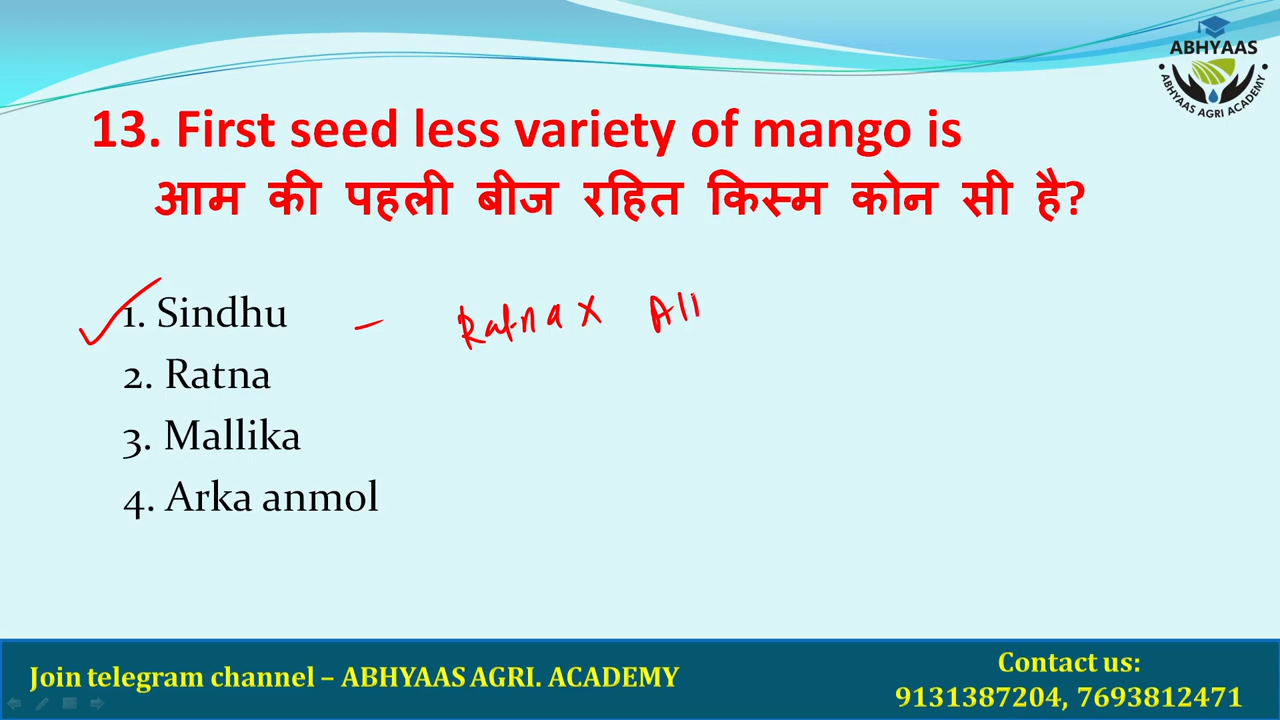 ABHYAAS
ABHYAAS AGRI ACADEMY
13. First seed less variety of mango is
आम की पहली बीज रहित किस्म कोन सी है?
1. Sindhu – Ratna X All
2. Ratna
3. Mallika
4. Arka anmol
Join telegram channel – ABHYAAS AGRI. ACADEMY
Contact us:
9131387204, 7693812471